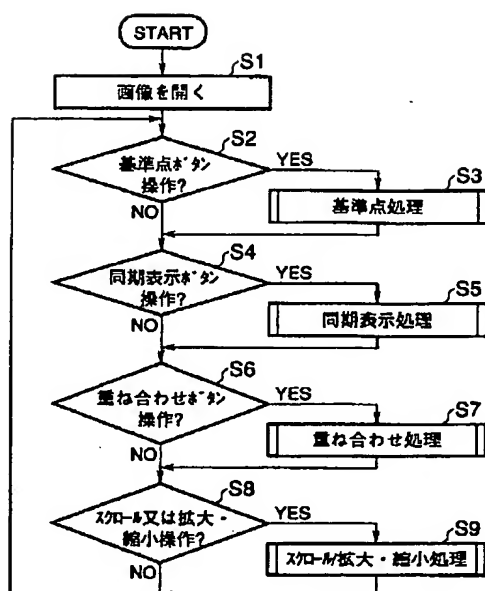 START
S1
画像を開く
S2
基準点ボタン
操作?
YES
NO
S3
基準点処理
S4
同期表示ボタン
操作?
YES
NO
S5
同期表示処理
S6
重ね合わせボタン
操作?
YES
NO
S7
重ね合わせ処理
S8
スクロール又は拡大・
縮小操作?
YES
NO
S9
スクロール/拡大・縮小処理